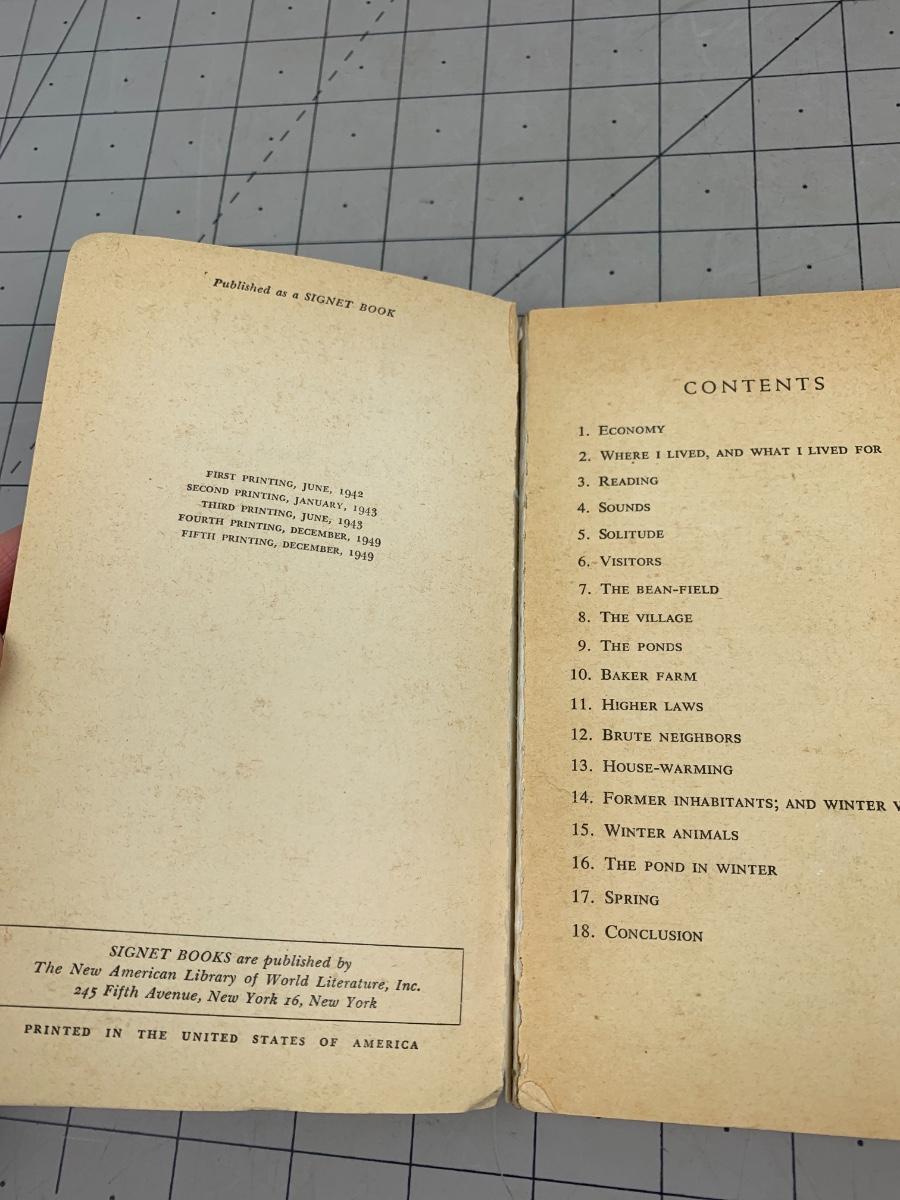 Published as a SIGNET BOOK
FIRST PRINTING, JUNE, 1942
SECOND PRINTING, JANUARY, 1943
THIRD PRINTING, JUNE, 1943
FOURTH PRINTING, DECEMBER, 1949
FIFTH PRINTING, DECEMBER, 1949
SIGNET BOOKS are published by
The New American Library of World Literature, Inc.
245 Fifth Avenue, New York 16, New York
PRINTED IN THE UNITED STATES OF AMERICA
CONTENTS
1. ECONOMY
2. WHERE I LIVED, AND WHAT I LIVED FOR
3. READING
4. SOUNDS
5. SOLITUDE
6. VISITORS
7. THE BEAN-FIELD
8. THE VILLAGE
9. THE PONDS
10. BAKER FARM
11. HIGHER LAWS
12. BRUTE NEIGHBORS
13. HOUSE-WARMING
14. FORMER INHABITANTS; AND WINTER
15. WINTER ANIMALS
16. THE POND IN WINTER
17. SPRING
18. CONCLUSION